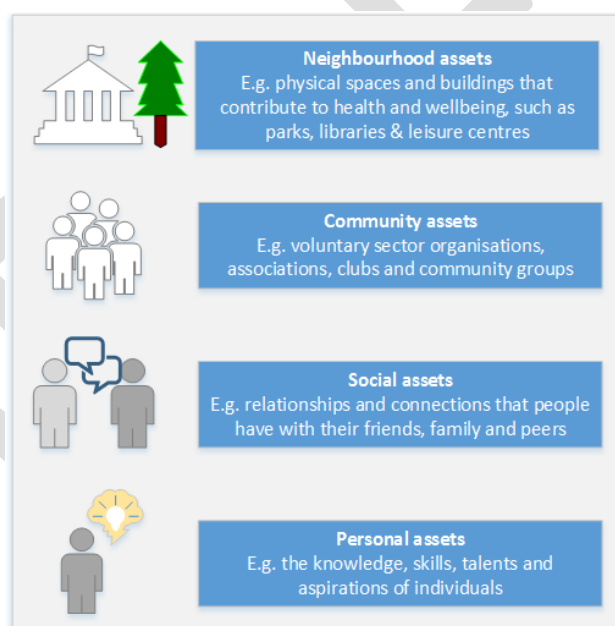 Neighbourhood assets
E.g. physical spaces and buildings that
contribute to health and wellbeing, such as
parks, libraries & leisure centres
Community assets
E.g. voluntary sector organisations,
associations, clubs and community groups
Social assets
E.g. relationships and connections that people
have with their friends, family and peers
Personal assets
E.g. the knowledge, skills, talents and
aspirations of individuals